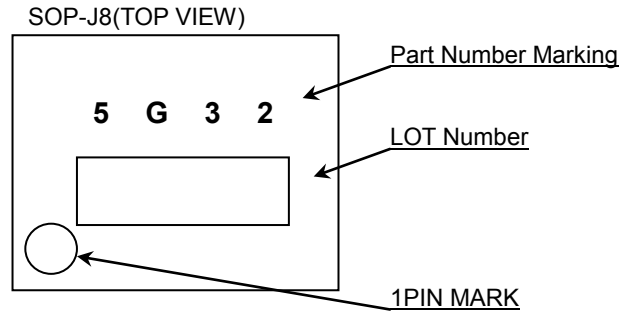 SOP-J8(TOP VIEW)
Part Number Marking
5 G 3 2
LOT Number
1PIN MARK